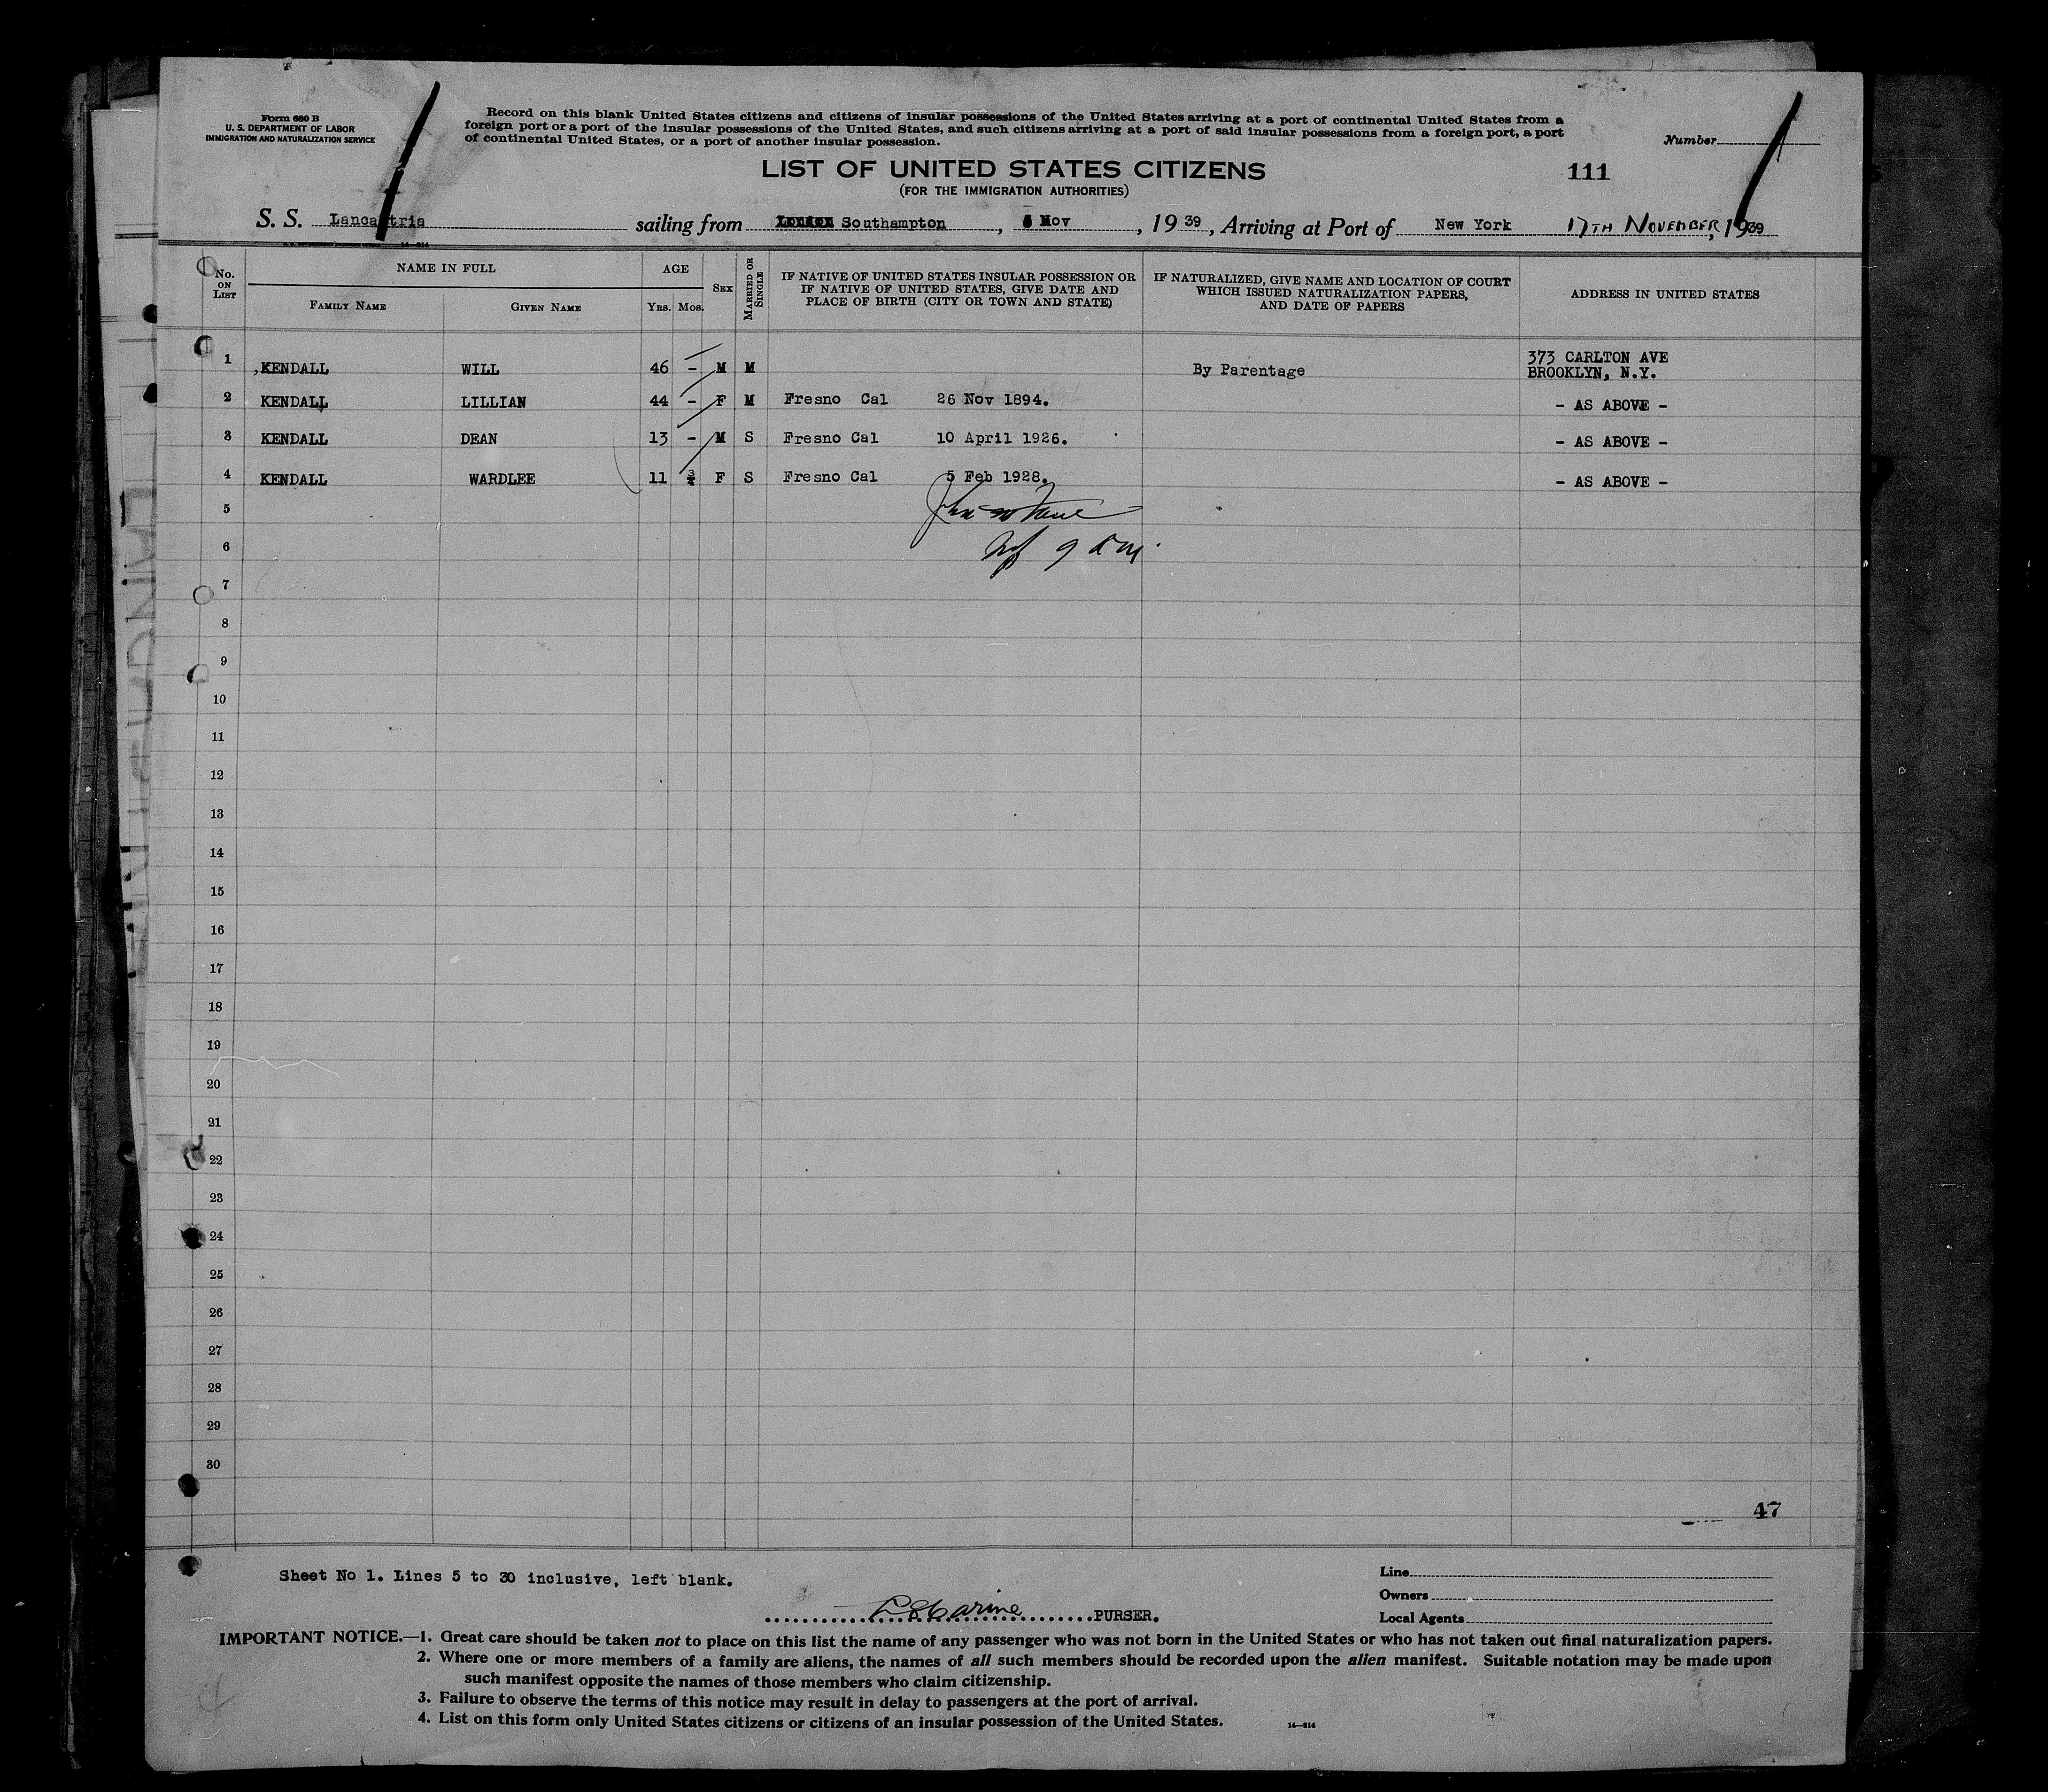 Form 680 B
U. S. DEPARTMENT OF LABOR
IMMIGRATION AND NATURALIZATION SERVICE
Record on this blank United States citizens and citizens of insular possessions of the United States arriving at a port of continental United States from a
foreign port or a port of the insular possessions of the United States, and such citizens arriving at a port of said insular possessions from a foreign port, a port
of continental United States, or a port of another insular possession.
Number
LIST OF UNITED STATES CITIZENS
(FOR THE IMMIGRATION AUTHORITIES)
111
S. S. Lancastria sailing from London Southampton, Nov, 1939, Arriving at Port of New York 17TH NOVEMBER, 1939
No. ON LIST
NAME IN FULL
FAMILY NAME
GIVEN NAME
AGE
YRS. MOS.
SEX
MARRIED OR SINGLE
IF NATIVE OF UNITED STATES INSULAR POSSESSION OR
IF NATIVE OF UNITED STATES, GIVE DATE AND
PLACE OF BIRTH (CITY OR TOWN AND STATE)
IF NATURALIZED, GIVE NAME AND LOCATION OF COURT
WHICH ISSUED NATURALIZATION PAPERS,
AND DATE OF PAPERS
ADDRESS IN UNITED STATES
1 KENDALL WILL 46 - M M By Parentage 373 CARLTON AVE
BROOKLYN, N.Y.
2 KENDALL LILLIAN 44 - F M Fresno Cal 26 Nov 1894. - AS ABOVE -
3 KENDALL DEAN 13 - M S Fresno Cal 10 April 1926. - AS ABOVE -
4 KENDALL WARDLEE 11 F S Fresno Cal 5 Feb 1928. - AS ABOVE -
5
6
7
8
9
10
11
12
13
14
15
16
17
18
19
20
21
22
23
24
25
26
27
28
29
30
47
Sheet No 1. Lines 5 to 30 inclusive, left blank.
PURSER.
Line
Owners
Local Agents
IMPORTANT NOTICE.—1. Great care should be taken not to place on this list the name of any passenger who was not born in the United States or who has not taken out final naturalization papers.
2. Where one or more members of a family are aliens, the names of all such members should be recorded upon the alien manifest. Suitable notation may be made upon
such manifest opposite the names of those members who claim citizenship.
3. Failure to observe the terms of this notice may result in delay to passengers at the port of arrival.
4. List on this form only United States citizens or citizens of an insular possession of the United States.
14—814